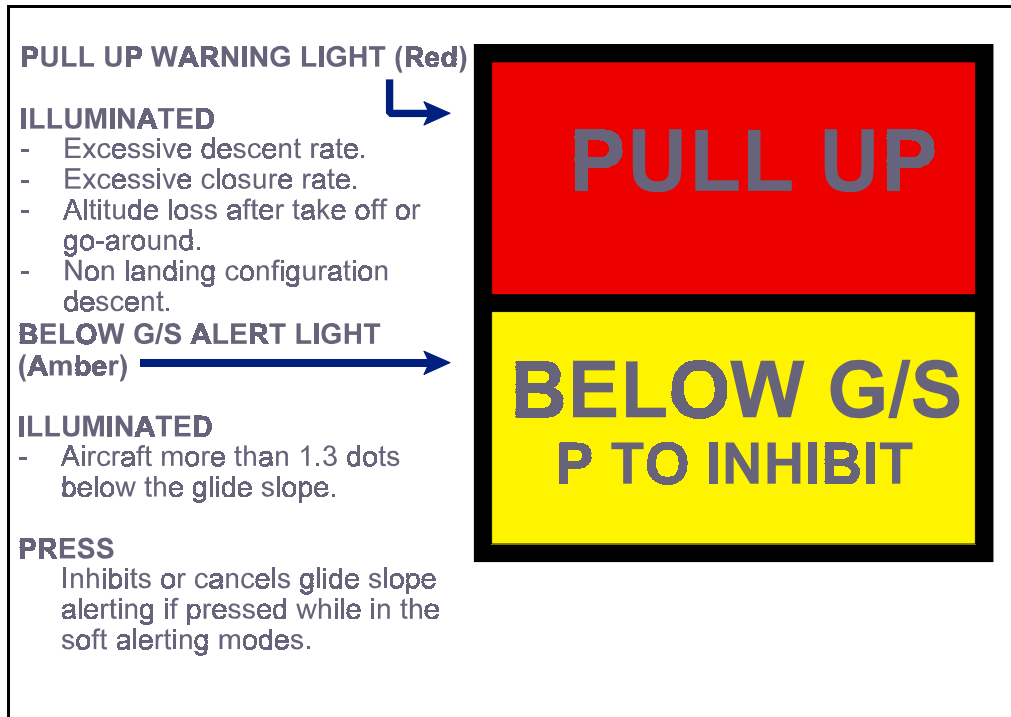 PULL UP WARNING LIGHT (Red)
ILLUMINATED
- Excessive descent rate.
- Excessive closure rate.
- Altitude loss after take off or
go-around.
- Non landing configuration
descent.
BELOW G/S ALERT LIGHT
(Amber)
ILLUMINATED
- Aircraft more than 1.3 dots
below the glide slope.
PRESS
Inhibits or cancels glide slope
alerting if pressed while in the
soft alerting modes.
PULL UP
BELOW G/S
P TO INHIBIT